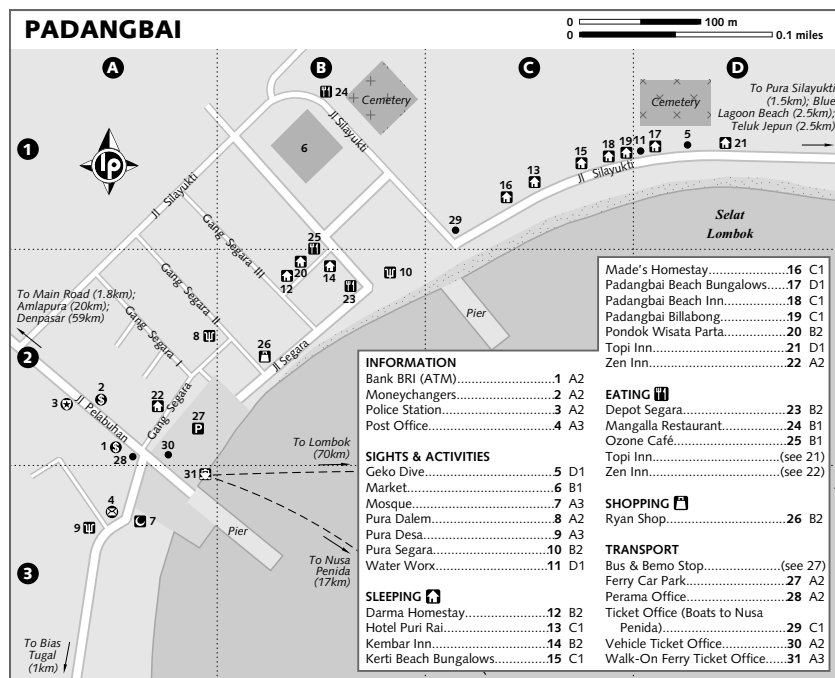 PADANGBAI
0 100 m
0 0.1 miles
A
B
C
D
1
2
3
lp
24
Cemetery
Cemetery
To Pura Silayukti
(1.5km); Blue
Lagoon Beach (2.5km);
Teluk Jepun (2.5km)
6
Jl Silayukti
Jl Silayukti
Jl Silayukti
15
18
19
11
17
5
21
13
16
29
Selat
Lombok
Gang Segara III
Gang Segara II
Gang Segara I
Gang Segara
25
20
12
14
10
23
To Main Road (1.8km);
Amlapura (20km);
Denpasar (59km)
8
26
Jl Segara
Pier
2
3
22
27
P
Jl Pelabuhan
1
28
30
31
To Lombok
(70km)
4
9
7
Pier
To Nusa
Penida
(17km)
To Bias
Tugal
(1km)
INFORMATION
Bank BRI (ATM)..................1 A2
Moneychangers..................2 A2
Police Station..................3 A2
Post Office..................4 A3
SIGHTS & ACTIVITIES
Geko Dive..................5 D1
Market..................6 B1
Mosque..................7 A3
Pura Dalem..................8 A2
Pura Desa..................9 A3
Pura Segara..................10 B2
Water Worx..................11 D1
SLEEPING
Darma Homestay..................12 B2
Hotel Puri Rai..................13 C1
Kembar Inn..................14 B2
Kerti Beach Bungalows..................15 C1
Made's Homestay..................16 C1
Padangbai Beach Bungalows..................17 D1
Padangbai Beach Inn..................18 C1
Padangbai Billabong..................19 C1
Pondok Wisata Parta..................20 B2
Topi Inn..................21 D1
Zen Inn..................22 A2
EATING
Depot Segara..................23 B2
Mangalla Restaurant..................24 B1
Ozone Café..................25 B1
Topi Inn..................(see 21)
Zen Inn..................(see 22)
SHOPPING
Ryan Shop..................26 B2
TRANSPORT
Bus & Bemo Stop..................(see 27)
Ferry Car Park..................27 A2
Perama Office..................28 A2
Ticket Office (Boats to Nusa
Penida)..................29 C1
Vehicle Ticket Office..................30 A2
Walk-On Ferry Ticket Office..................31 A3